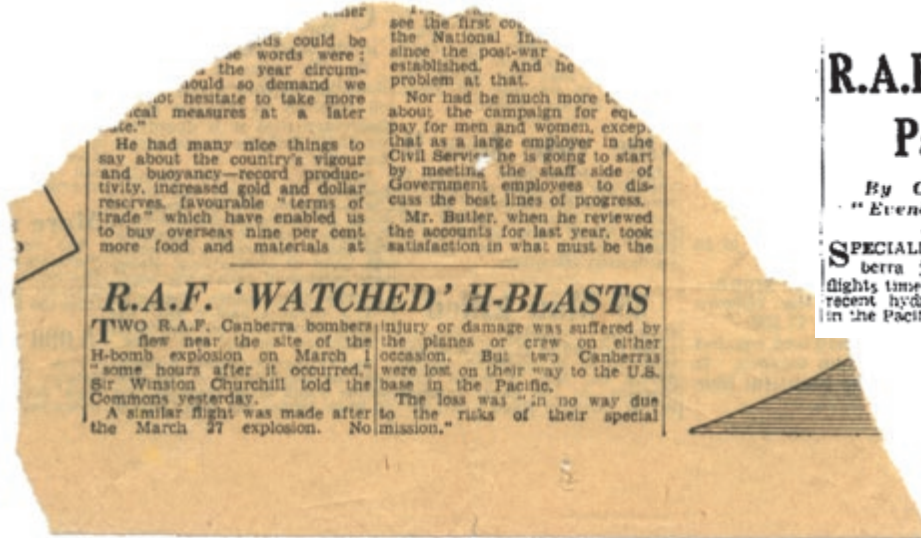 could be
words were;
the year circum-
so demand we
hesitate to take more
measures at a later
He had many nice things to
say about the country's vigour
and buoyancy—record produc-
tivity, increased gold and dollar
reserves, favourable "terms of
trade" which have enabled us
to buy overseas nine per cent
more food and materials at
see the first
the National
since the post-war
established. And he
problem at that.
Nor had he much more
about the campaign for
pay for men and women,
that as a large employer in the
Civil Service he is going to start
by meeting the staff side of
Government employees to dis-
cuss the best lines of progress.
Mr. Butler, when he reviewed
the accounts for last year, took
satisfaction in what must be the
R.A.F. 'WATCHED' H-BLASTS
TWO R.A.F. Canberra bombers
flew near the site of the
H-bomb explosion on March 1
"some hours after it occurred,"
Sir Winston Churchill told the
Commons yesterday.
A similar flight was made after
the March 27 explosion. No
injury or damage was suffered by
the planes or crew on either
occasion. But two Canberras
were lost on their way to the U.S.
base in the Pacific.
The loss was "in no way due
to the risks of their special
mission."
R.A.
By
berra
flights
recent
in the